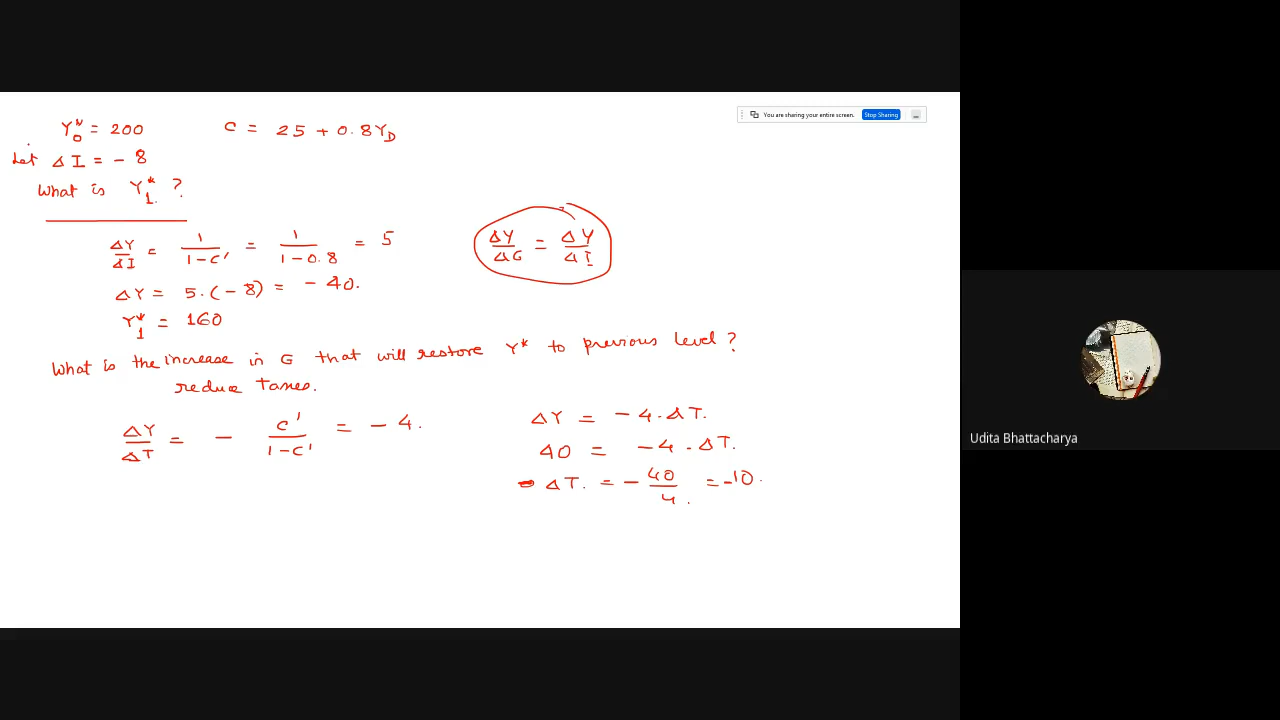 Y₀* = 200 C = 25 + 0.8Y_D
Let ΔI = - 8
What is Y₁* ?
ΔY/ΔI = 1/(1-c') = 1/(1-0.8) = 5
ΔY/ΔG = ΔY/ΔI
ΔY = 5.(-8) = - 40.
Y₁* = 160
What is the increase in G that will restore Y* to previous level ?
reduce Taxes.
ΔY/ΔT = - c'/(1-c') = - 4.
ΔY = - 4.ΔT.
40 = - 4 . ΔT.
ΔT. = - 40/4. = -10.
You are sharing your entire screen. Stop Sharing
Udita Bhattacharya